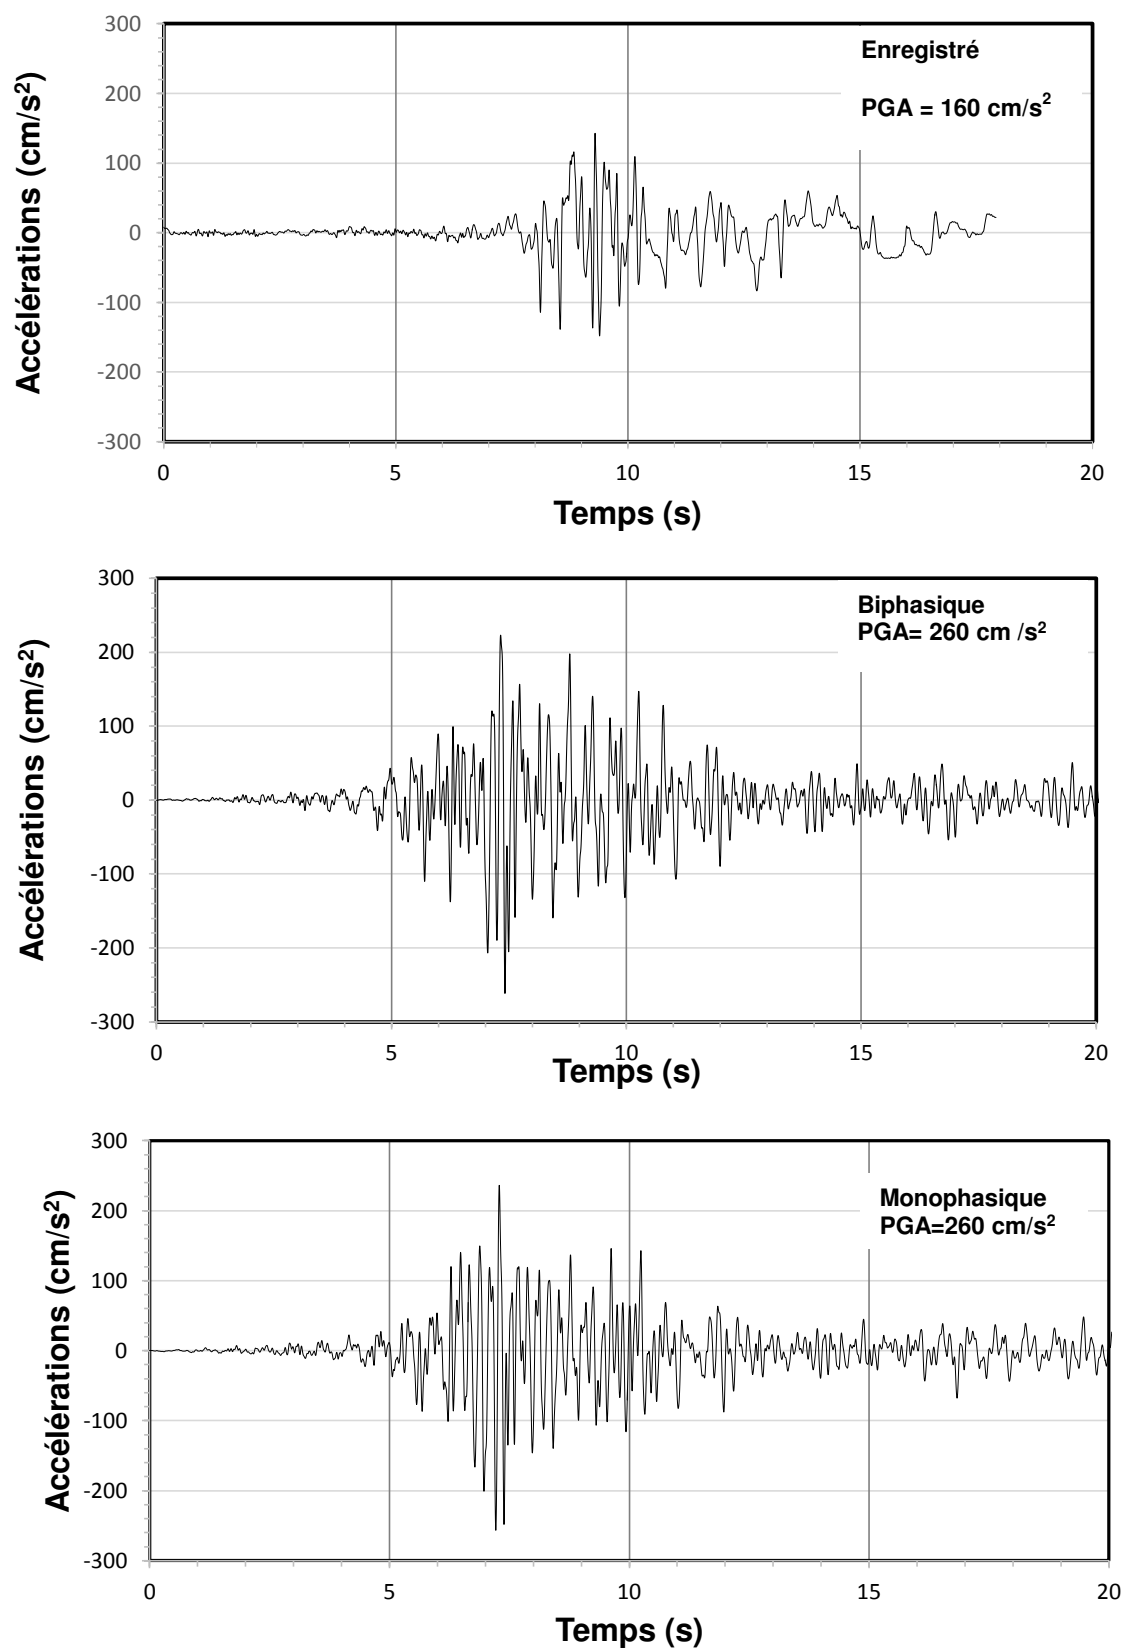 Enregistré
PGA = 160 cm/s²
Accélérations (cm/s²)
300
200
100
0
-100
-200
-300
0 5 10 15 20
Temps (s)
Biphasique
PGA= 260 cm /s²
Accélérations (cm/s²)
300
200
100
0
-100
-200
-300
0 5 10 15 20
Temps (s)
Monophasique
PGA=260 cm/s²
Accélérations (cm/s²)
300
200
100
0
-100
-200
-300
0 5 10 15 20
Temps (s)